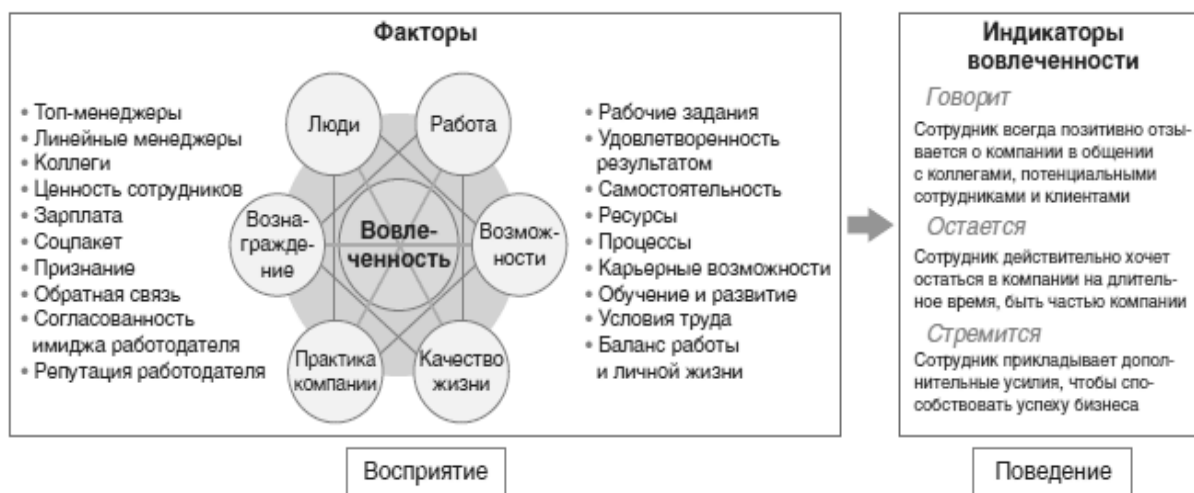 Факторы
• Топ-менеджеры
• Линейные менеджеры
• Коллеги
• Ценность сотрудников
• Зарплата
• Соцпакет
• Признание
• Обратная связь
• Согласованность
имиджа работодателя
• Репутация работодателя
Люди
Работа
Возна-
гражде-
ние
Вовле-
ченность
Возмож-
ности
Практика
компании
Качество
жизни
• Рабочие задания
• Удовлетворенность
результатом
• Самостоятельность
• Ресурсы
• Процессы
• Карьерные возможности
• Обучение и развитие
• Условия труда
• Баланс работы
и личной жизни
Восприятие
Индикаторы
вовлеченности
Говорит
Сотрудник всегда позитивно отзы-
вается о компании в общении
с коллегами, потенциальными
сотрудниками и клиентами
Остается
Сотрудник действительно хочет
остаться в компании на длитель-
ное время, быть частью компании
Стремится
Сотрудник прикладывает допол-
нительные усилия, чтобы спо-
собствовать успеху бизнеса
Поведение